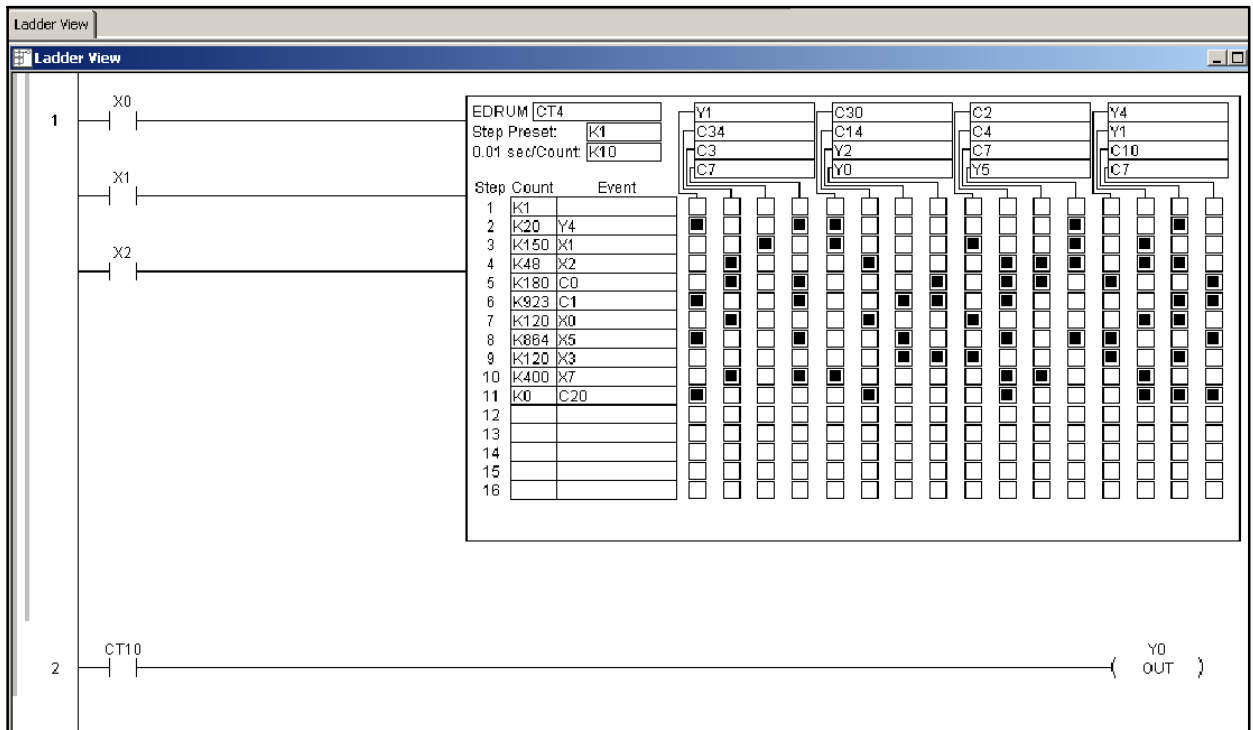 Ladder View
Ladder View
1
X0
X1
X2
EDRUM CT4
Step Preset: K1
0.01 sec/Count: K10
Y1
C34
C3
C7
C30
C14
Y2
Y0
C2
C4
C7
Y5
Y4
Y1
C10
C7
Step Count Event
1 K1
2 K20 Y4
3 K150 X1
4 K48 X2
5 K180 C0
6 K923 C1
7 K120 X0
8 K864 X5
9 K120 X3
10 K400 X7
11 K0 C20
12
13
14
15
16
2
CT10
Y0
( OUT )